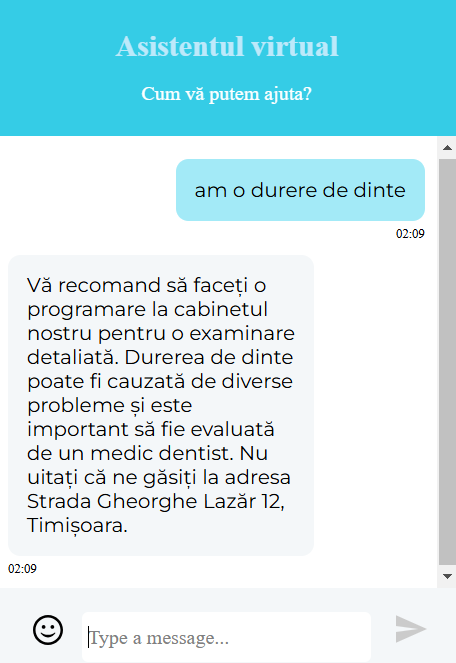 Asistentul virtual
Cum vă putem ajuta?
am o durere de dinte
02:09
Vă recomand să faceți o
programare la cabinetul
nostru pentru o examinare
detaliată. Durerea de dinte
poate fi cauzată de diverse
probleme și este
important să fie evaluată
de un medic dentist. Nu
uitați că ne găsiți la adresa
Strada Gheorghe Lazăr 12,
Timișoara.
02:09
Type a message...